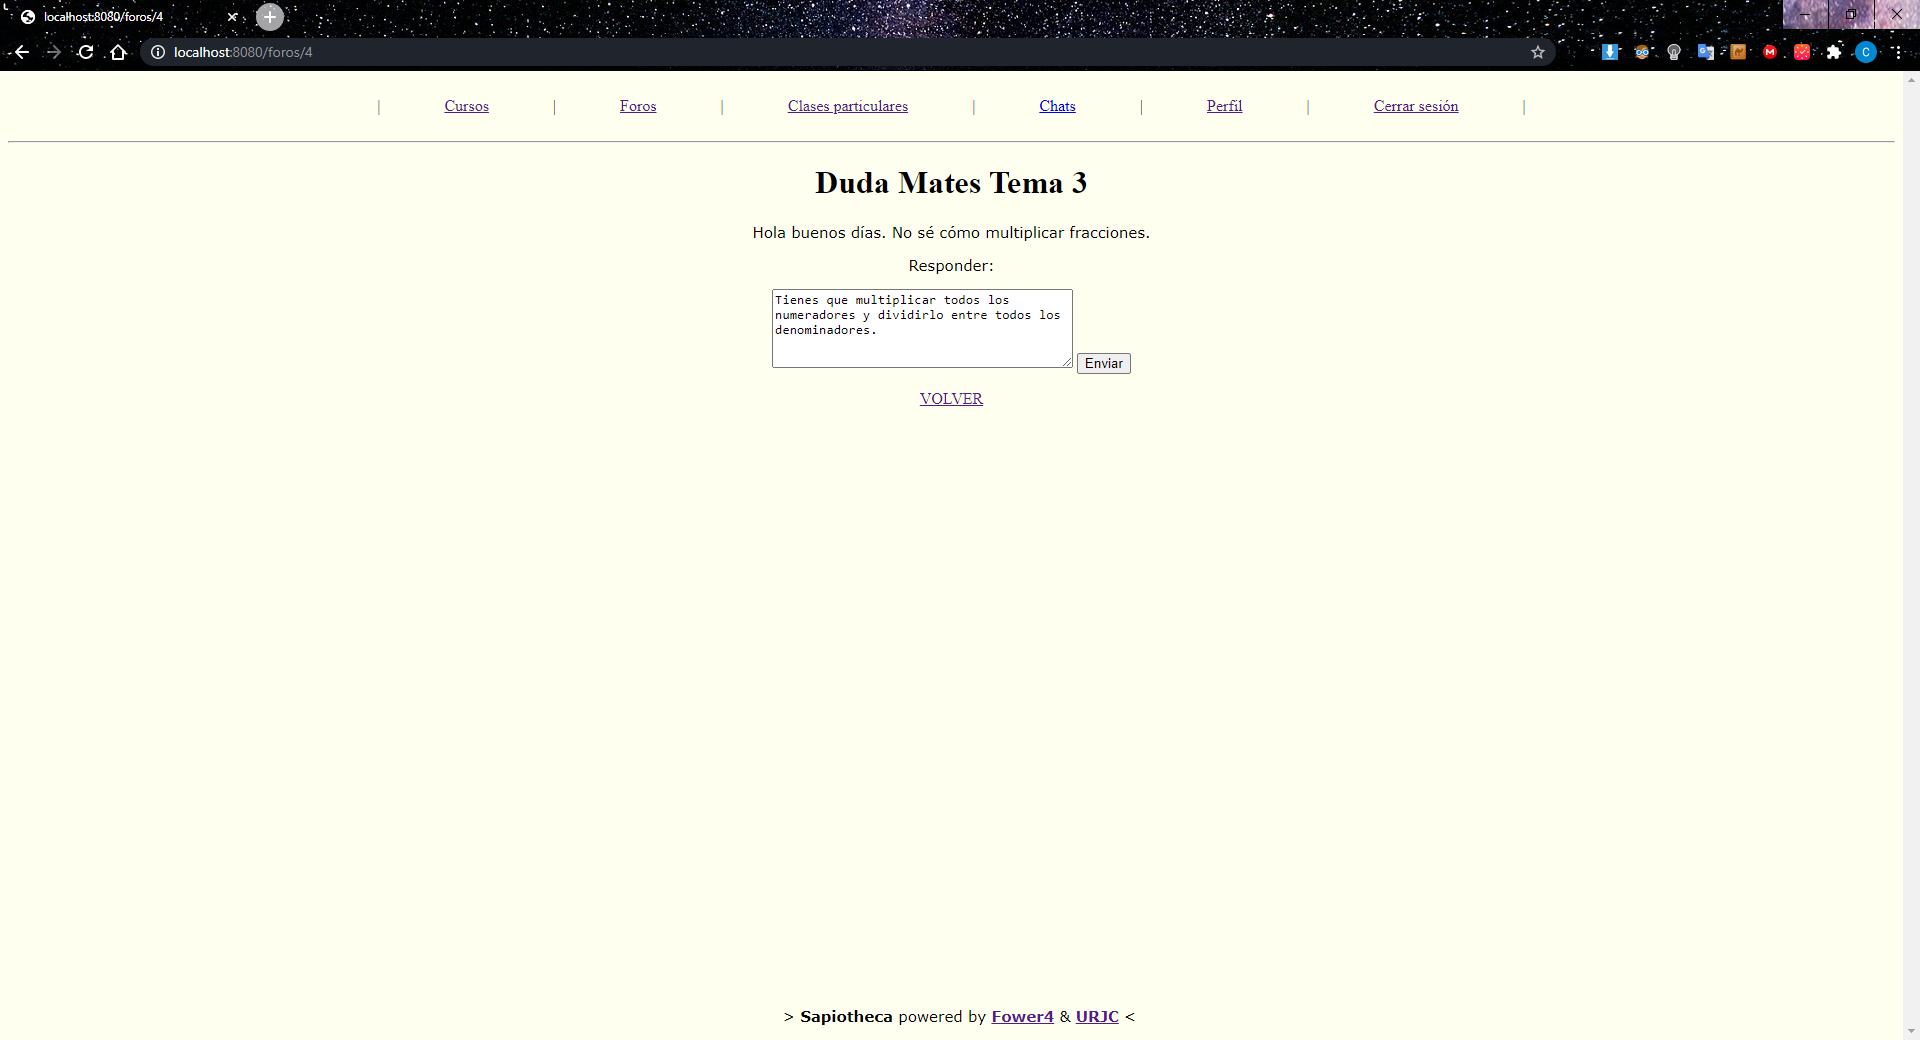 localhost:8080/foros/4
localhost:8080/foros/4
C
| Cursos | Foros | Clases particulares | Chats | Perfil | Cerrar sesión |
Duda Mates Tema 3
Hola buenos días. No sé cómo multiplicar fracciones.
Responder:
Tienes que multiplicar todos los
numeradores y dividirlo entre todos los
denominadores.
Enviar
VOLVER
> Sapiotheca powered by Fower4 & URJC <